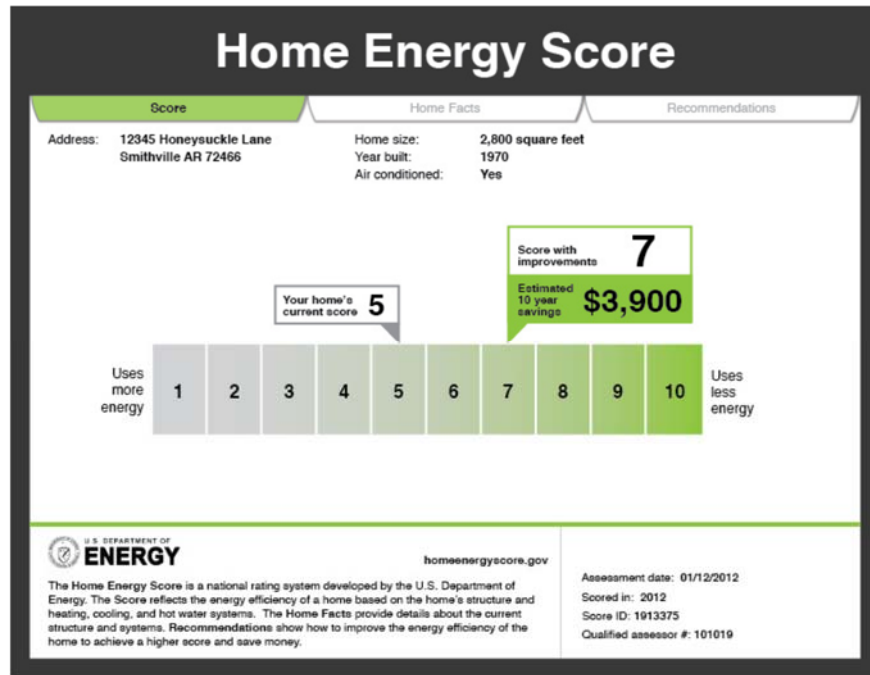 Home Energy Score
Score
Home Facts
Recommendations
Address: 12345 Honeysuckle Lane
Smithville AR 72466
Home size: 2,800 square feet
Year built: 1970
Air conditioned: Yes
Score with
improvements 7
Estimated
10 year
savings $3,900
Your home's
current score 5
Uses
more
energy
1 2 3 4 5 6 7 8 9 10
Uses
less
energy
U.S. DEPARTMENT OF
ENERGY
homeenergyscore.gov
The Home Energy Score is a national rating system developed by the U.S. Department of
Energy. The Score reflects the energy efficiency of a home based on the home's structure and
heating, cooling, and hot water systems. The Home Facts provide details about the current
structure and systems. Recommendations show how to improve the energy efficiency of the
home to achieve a higher score and save money.
Assessment date: 01/12/2012
Scored in: 2012
Score ID: 1913375
Qualified assessor #: 101019